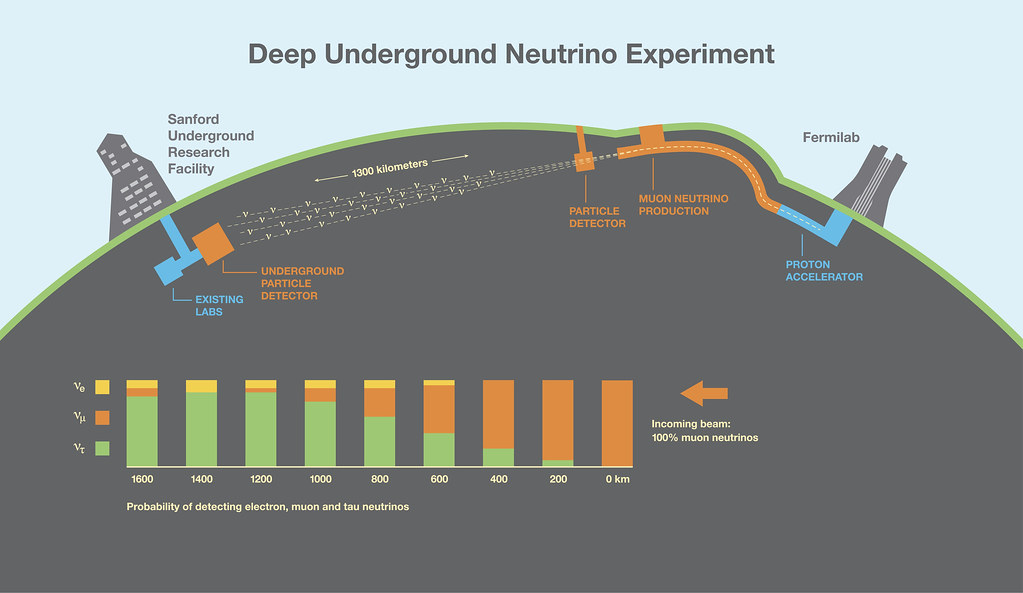 Deep Underground Neutrino Experiment
Sanford
Underground
Research
Facility
Fermilab
1300 kilometers
ν ν ν ν ν ν
ν ν ν ν ν ν
ν ν ν ν ν
ν ν ν ν
PARTICLE
DETECTOR
MUON NEUTRINO
PRODUCTION
PROTON
ACCELERATOR
UNDERGROUND
PARTICLE
DETECTOR
EXISTING
LABS
νe
νμ
ντ
Incoming beam:
100% muon neutrinos
1600 1400 1200 1000 800 600 400 200 0 km
Probability of detecting electron, muon and tau neutrinos